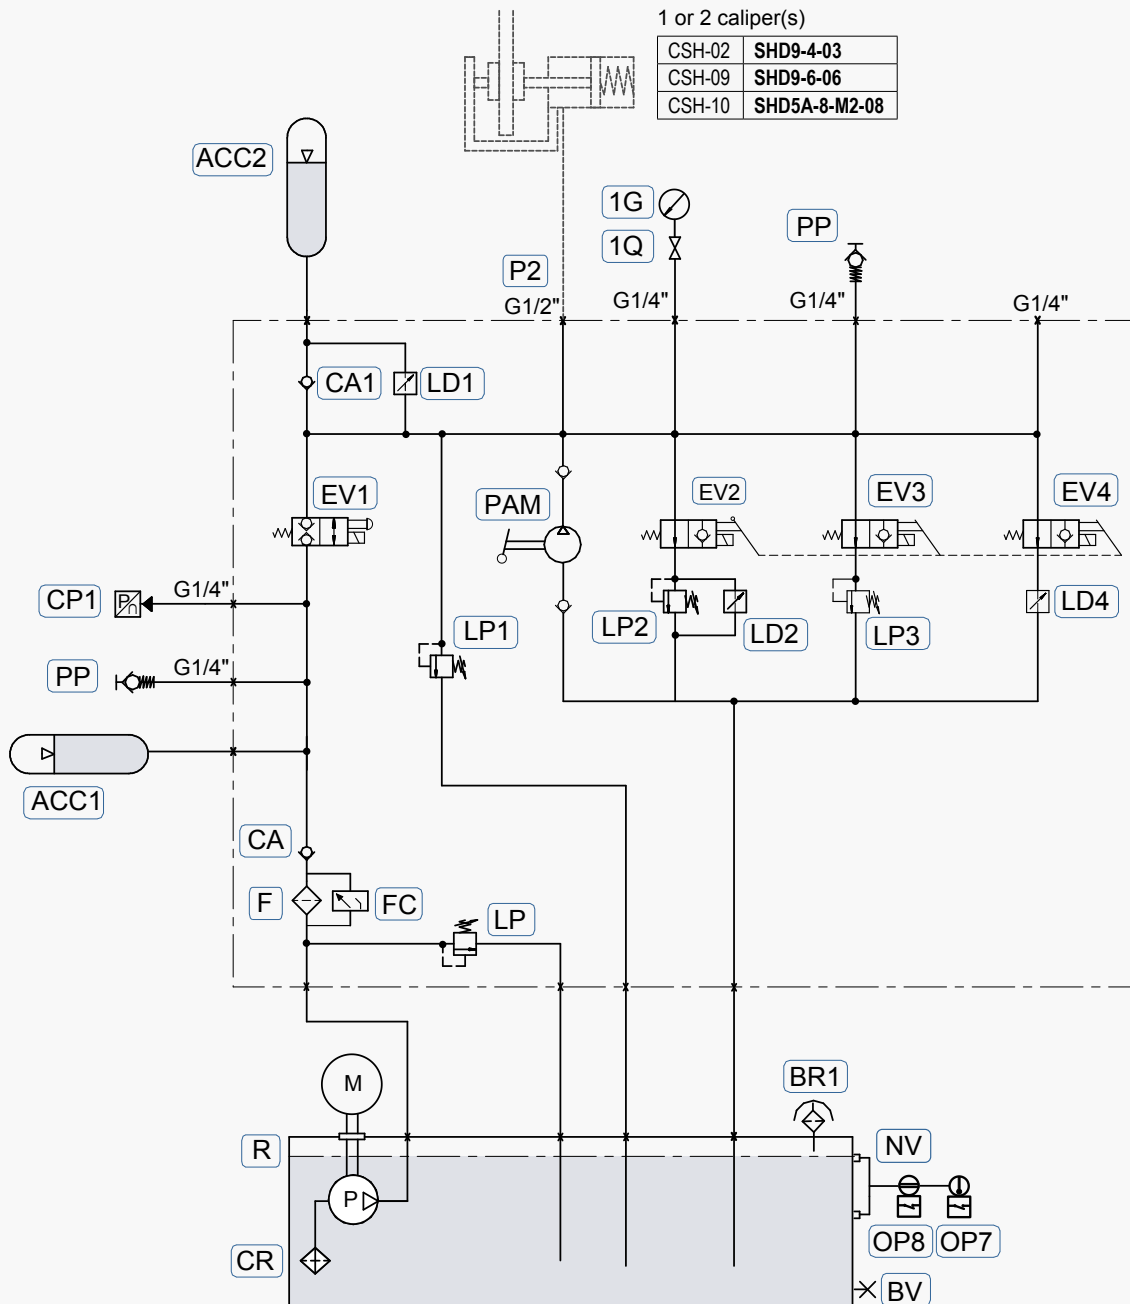 1 or 2 caliper(s)
CSH-02 SHD9-4-03
CSH-09 SHD9-6-06
CSH-10 SHD5A-8-M2-08
ACC2
1G
1Q
PP
P2
G1/2"
G1/4"
G1/4"
G1/4"
CA1
LD1
EV1
PAM
EV2
EV3
EV4
CP1
P
G1/4"
LP1
LP2
LD2
LP3
LD4
PP
G1/4"
ACC1
CA
F
FC
LP
M
BR1
R
NV
P
CR
OP8
OP7
BV